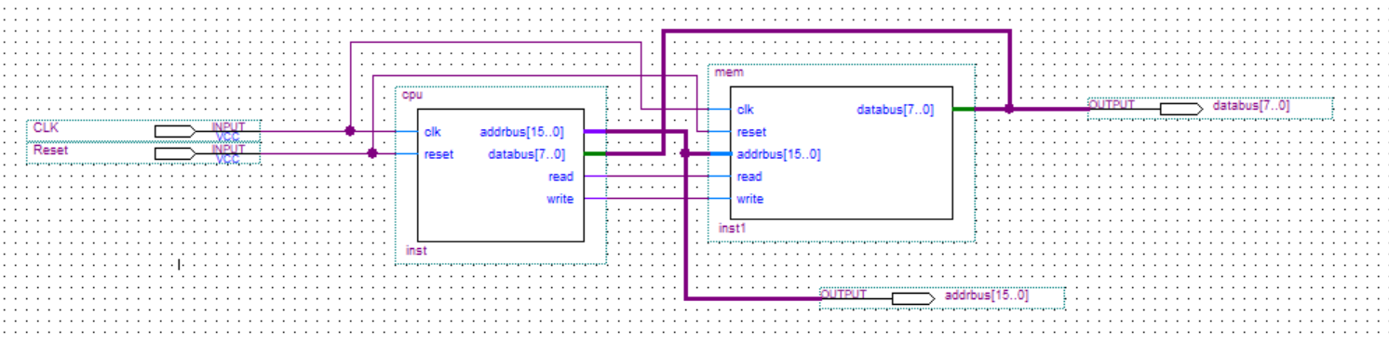 CLK
INPUT
VCC
Reset
INPUT
VCC
cpu
clk
addrbus[15..0]
reset
databus[7..0]
read
write
inst
mem
clk
databus[7..0]
reset
addrbus[15..0]
read
write
inst1
OUTPUT
databus[7..0]
OUTPUT
addrbus[15..0]